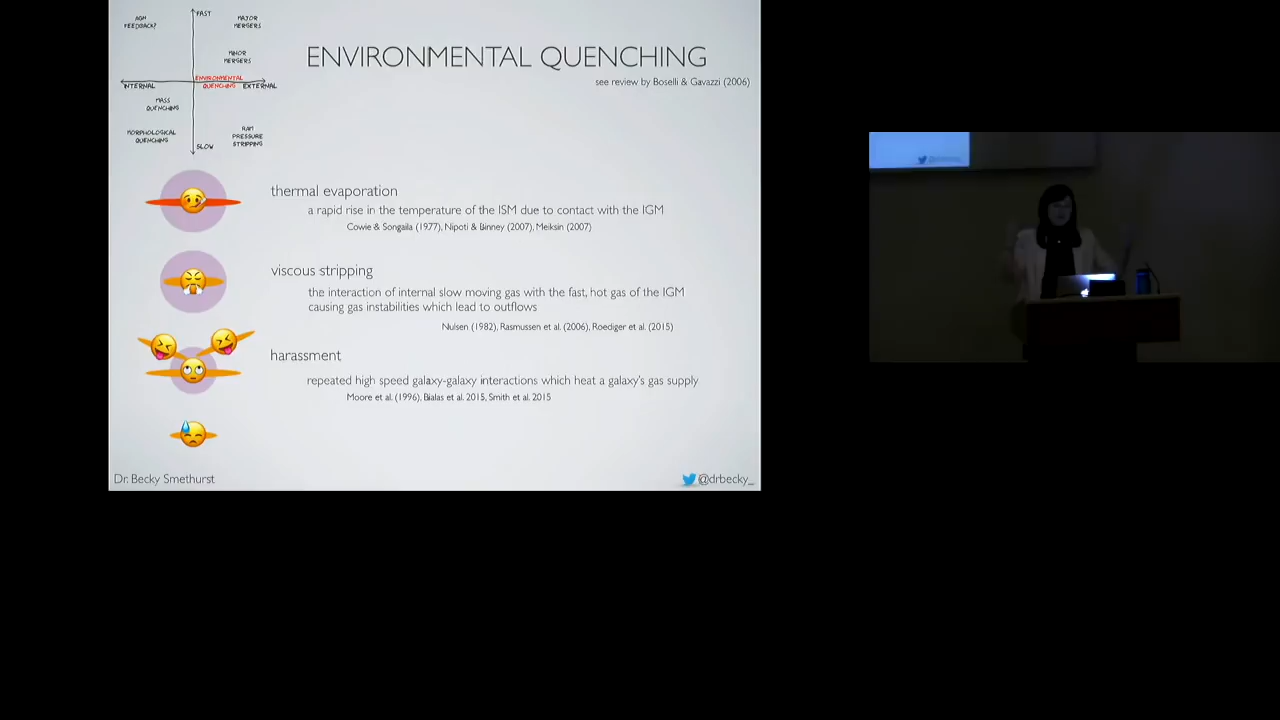 AGN
FEEDBACK?
FAST
MAJOR
MERGERS
MINOR
MERGERS
INTERNAL
ENVIRONMENTAL
QUENCHING
EXTERNAL
MASS
QUENCHING
MORPHOLOGICAL
QUENCHING
RAM
PRESSURE
STRIPPING
SLOW
ENVIRONMENTAL QUENCHING
see review by Boselli & Gavazzi (2006)
thermal evaporation
a rapid rise in the temperature of the ISM due to contact with the IGM
Cowie & Songaila (1977), Nipoti & Binney (2007), Meiksin (2007)
viscous stripping
the interaction of internal slow moving gas with the fast, hot gas of the IGM
causing gas instabilities which lead to outflows
Nulsen (1982), Rasmussen et al. (2006), Roediger et al. (2015)
harassment
repeated high speed galaxy-galaxy interactions which heat a galaxy's gas supply
Moore et al. (1996), Bialas et al. 2015, Smith et al. 2015
Dr. Becky Smethurst
@drbecky_